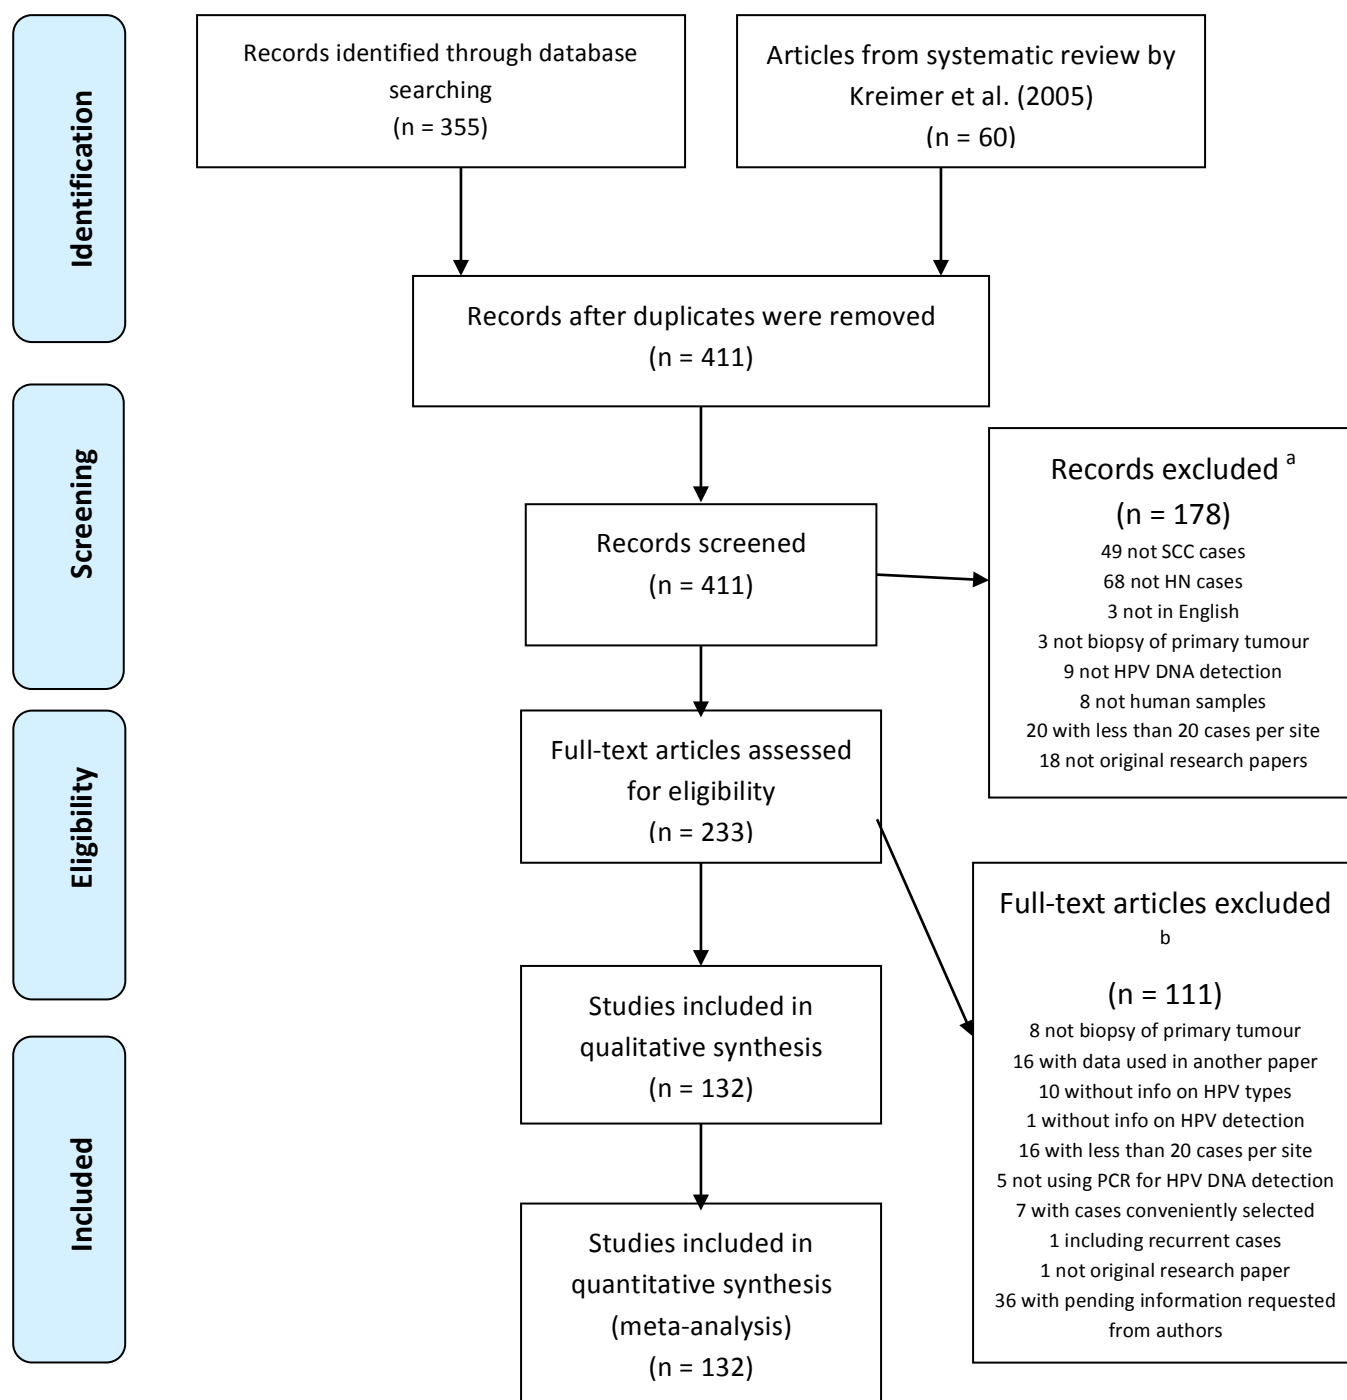 Identification
Records identified through database
searching
(n = 355)
Articles from systematic review by
Kreimer et al. (2005)
(n = 60)
Records after duplicates were removed
(n = 411)
Screening
Records screened
(n = 411)
Records excluded a
(n = 178)
49 not SCC cases
68 not HN cases
3 not in English
3 not biopsy of primary tumour
9 not HPV DNA detection
8 not human samples
20 with less than 20 cases per site
18 not original research papers
Eligibility
Full-text articles assessed
for eligibility
(n = 233)
Full-text articles excluded
b
(n = 111)
8 not biopsy of primary tumour
16 with data used in another paper
10 without info on HPV types
1 without info on HPV detection
16 with less than 20 cases per site
5 not using PCR for HPV DNA detection
7 with cases conveniently selected
1 including recurrent cases
1 not original research paper
36 with pending information requested
from authors
Included
Studies included in
qualitative synthesis
(n = 132)
Studies included in
quantitative synthesis
(meta-analysis)
(n = 132)